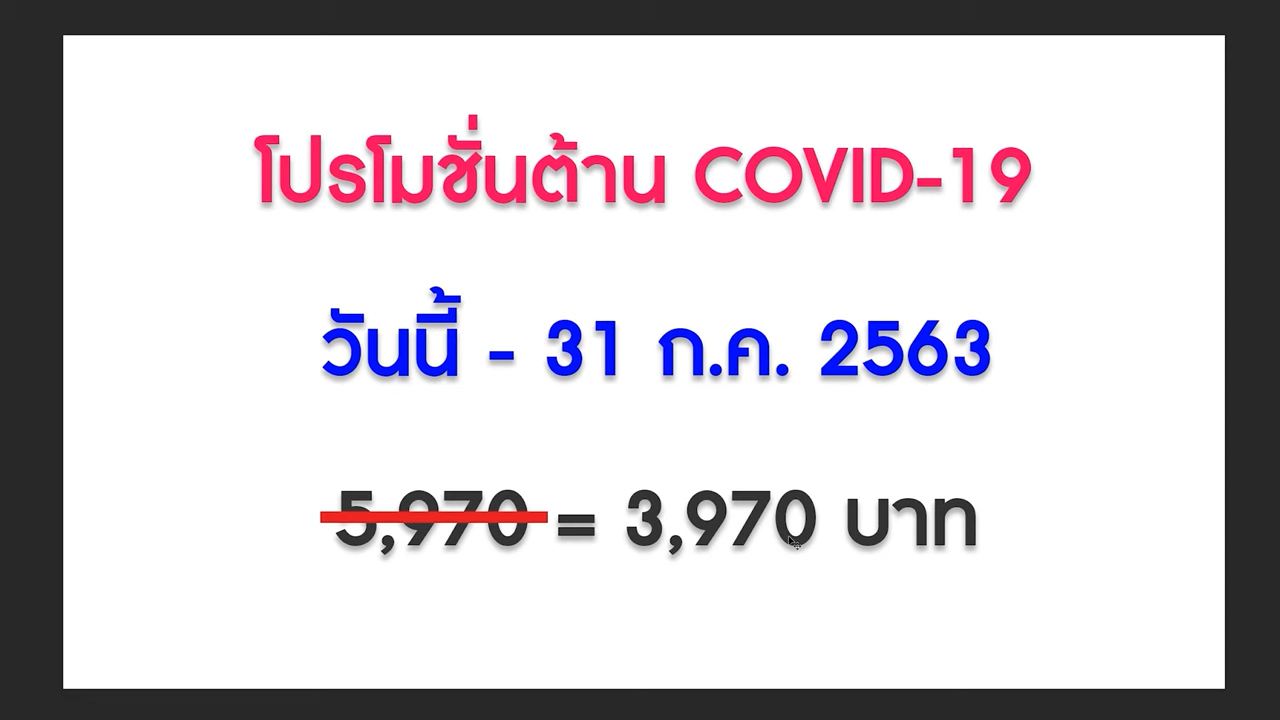 โปรโมชั่นต้าน COVID-19
วันนี้ - 31 ก.ค. 2563
5,970 = 3,970 บาท